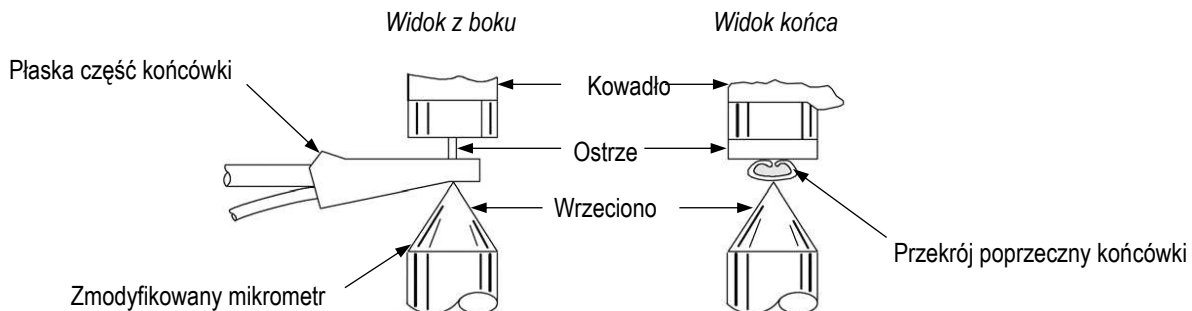 Widok z boku
Widok końca
Płaska część końcówki
Kowadło
Ostrze
Wrzeciono
Przekrój poprzeczny końcówki
Zmodyfikowany mikrometr